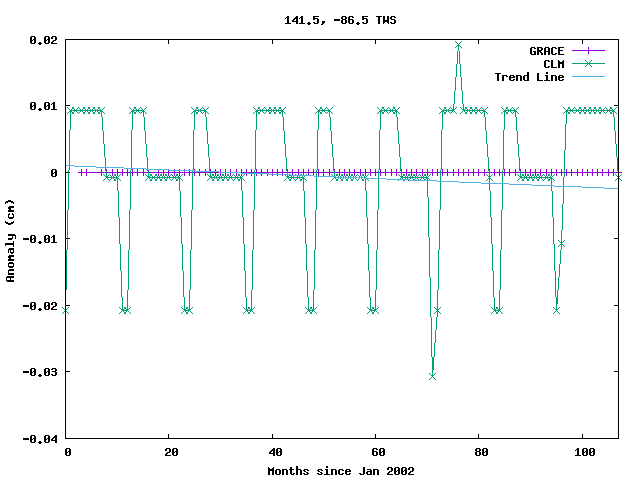 141.5, -86.5 TWS
GRACE
CLM
Trend Line
0.02
0.01
0
-0.01
-0.02
-0.03
-0.04
Anomaly (cm)
0 20 40 60 80 100
Months since Jan 2002